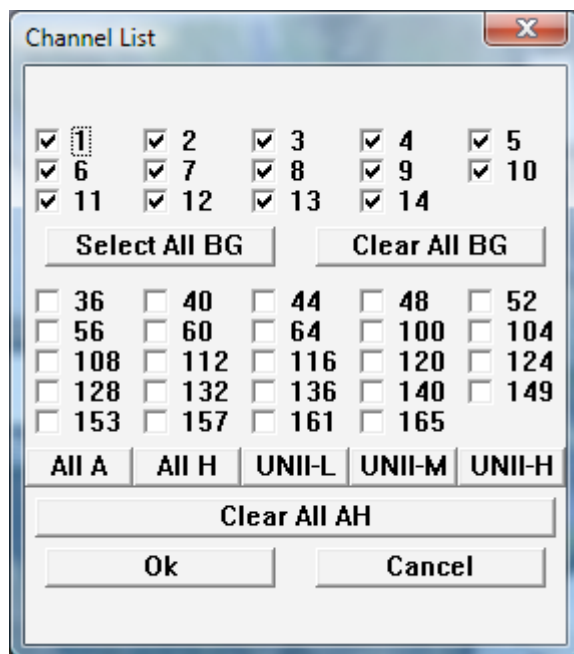 Channel List
1 2 3 4 5
6 7 8 9 10
11 12 13 14
Select All BG Clear All BG
36 40 44 48 52
56 60 64 100 104
108 112 116 120 124
128 132 136 140 149
153 157 161 165
All A All H UNII-L UNII-M UNII-H
Clear All AH
Ok Cancel